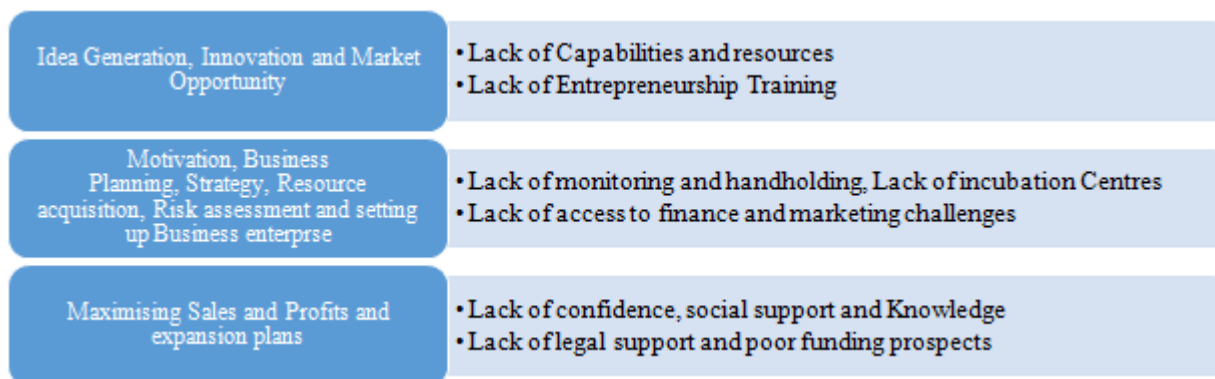 Idea Generation, Innovation and Market
Opportunity
• Lack of Capabilities and resources
• Lack of Entrepreneurship Training
Motivation, Business
Planning, Strategy, Resource
acquisition, Risk assessment and setting
up Business enterprse
• Lack of monitoring and handholding, Lack of incubation Centres
• Lack of access to finance and marketing challenges
Maximising Sales and Profits and
expansion plans
• Lack of confidence, social support and Knowledge
• Lack of legal support and poor funding prospects